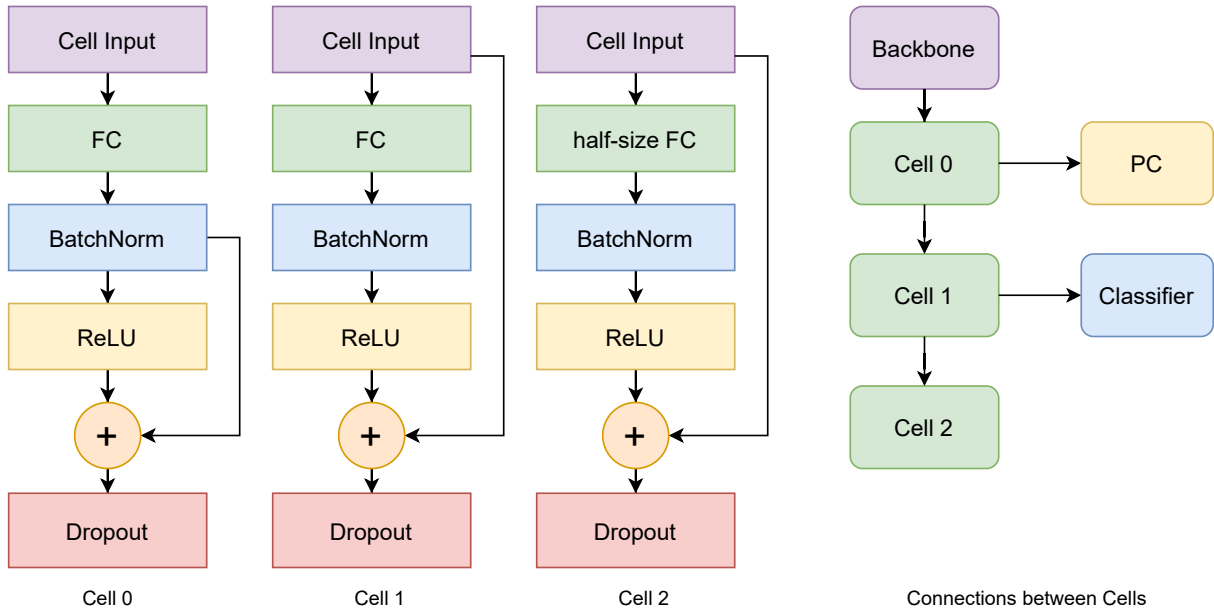 Cell Input
FC
BatchNorm
ReLU
+
Dropout
Cell 0
Cell Input
FC
BatchNorm
ReLU
+
Dropout
Cell 1
Cell Input
half-size FC
BatchNorm
ReLU
+
Dropout
Cell 2
Backbone
Cell 0
PC
Cell 1
Classifier
Cell 2
Connections between Cells